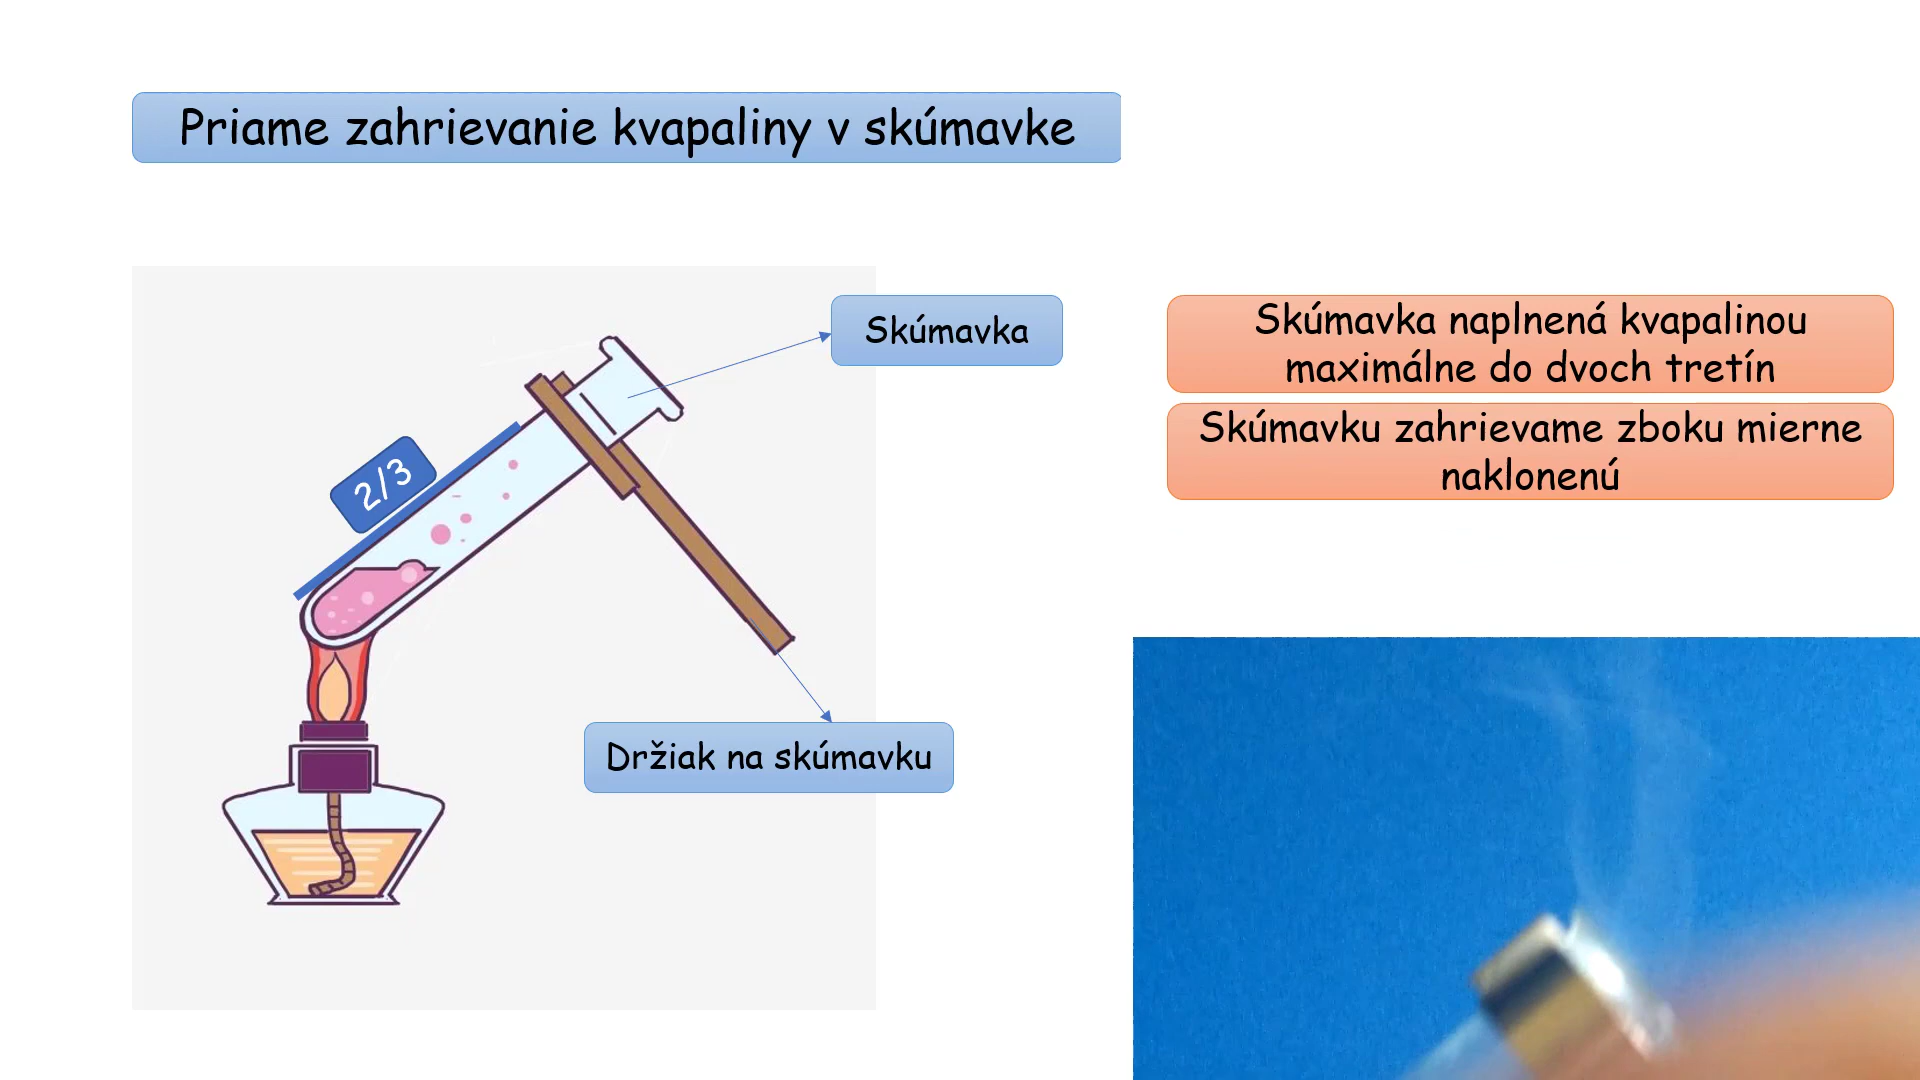 Priame zahrievanie kvapaliny v skúmavke
Skúmavka
2/3
Držiak na skúmavku
Skúmavka naplnená kvapalinou
maximálne do dvoch tretín
Skúmavku zahrievame zboku mierne
naklonenú